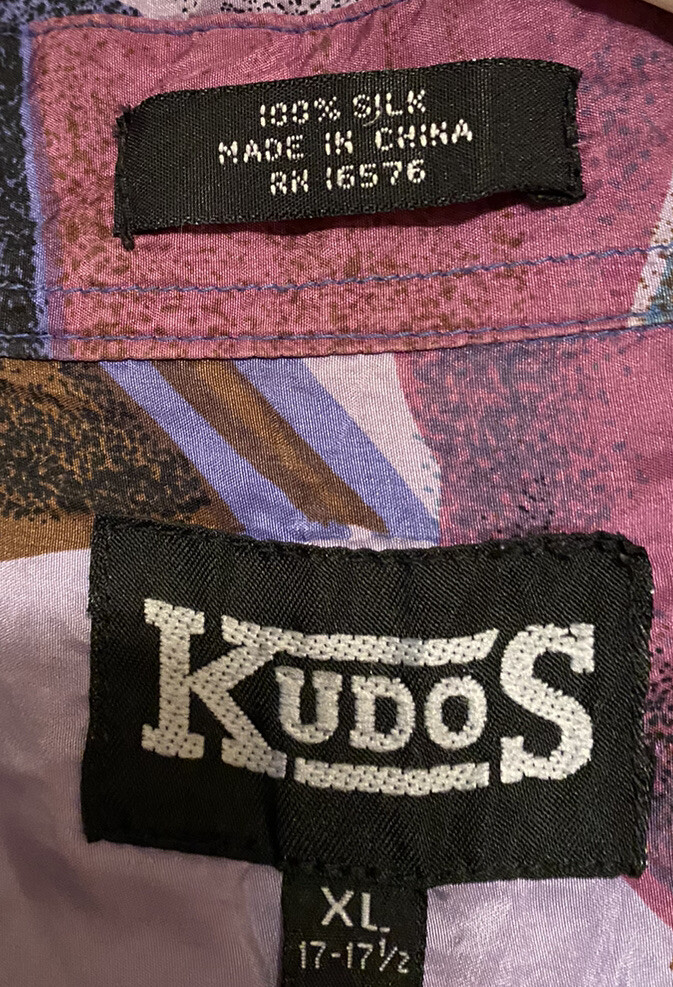 100% SILK
MADE IN CHINA
RN 16576
KUDOS
XL
17-17½